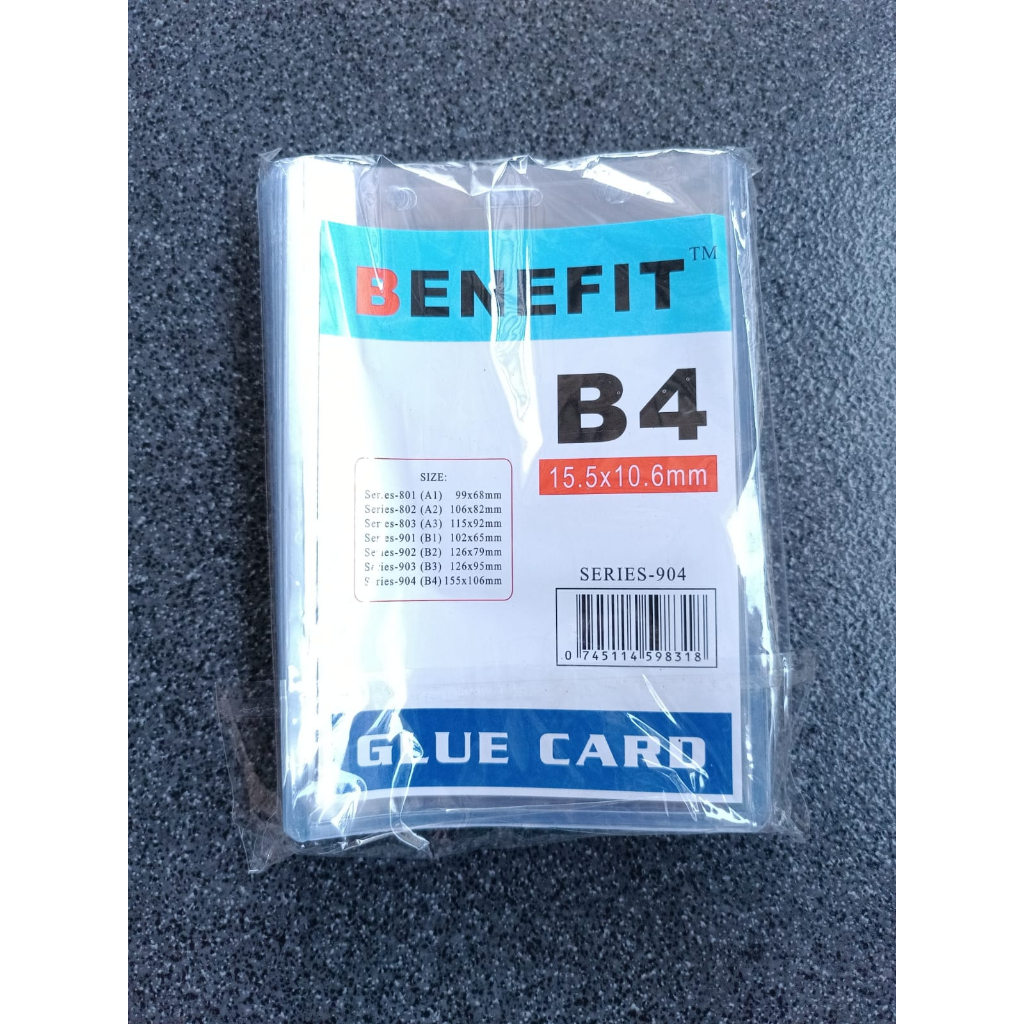 BENEFIT™
B4
15.5x10.6mm
SIZE:
Series-801 (A1) 99x68mm
Series-802 (A2) 106x82mm
Series-803 (A3) 115x92mm
Series-901 (B1) 102x65mm
Series-902 (B2) 126x79mm
Series-903 (B3) 126x95mm
Series-904 (B4) 155x106mm
SERIES-904
0 745114 598318
GLUE CARD